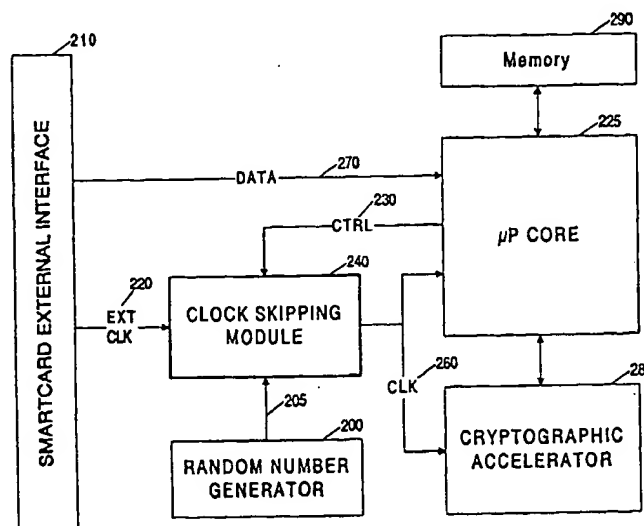 210
290
Memory
225
270
DATA
230
CTRL
μP CORE
240
220
EXT
CLK
CLOCK SKIPPING
MODULE
SMARTCARD EXTERNAL INTERFACE
260
CLK
28
205
200
RANDOM NUMBER
GENERATOR
CRYPTOGRAPHIC
ACCELERATOR